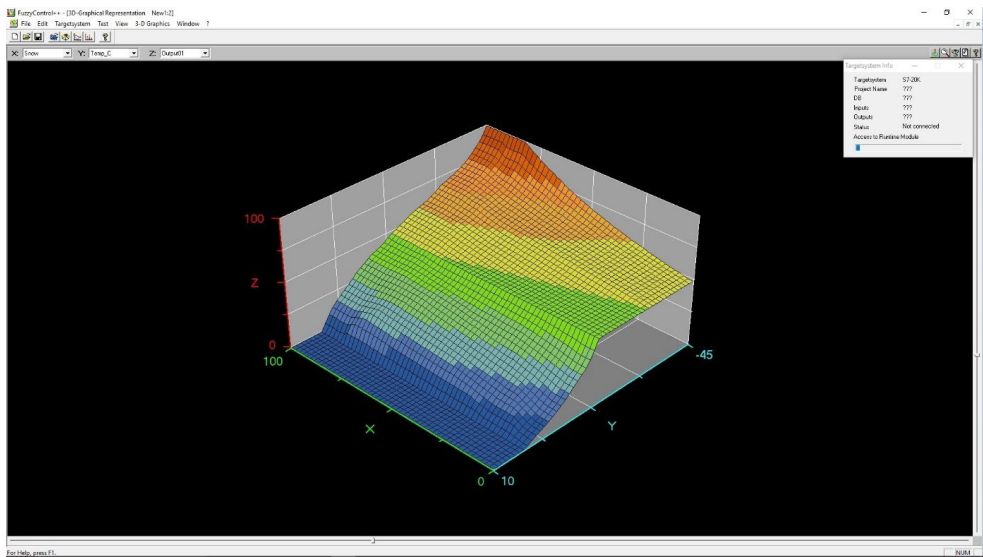 FuzzyControl++ - [3D-Graphical Representation New1:2]
File Edit Targetsystem Test View 3-D Graphics Window ?
X: Snow Y: Temp_C Z: Output01
Targetsystem Info
Targetsystem S7-20K
Project Name ???
DB ???
Inputs ???
Outputs ???
Status Not connected
Access to Runtime Module
100
Z
0
100
X
0
10
Y
-45
For Help, press F1.
NUM